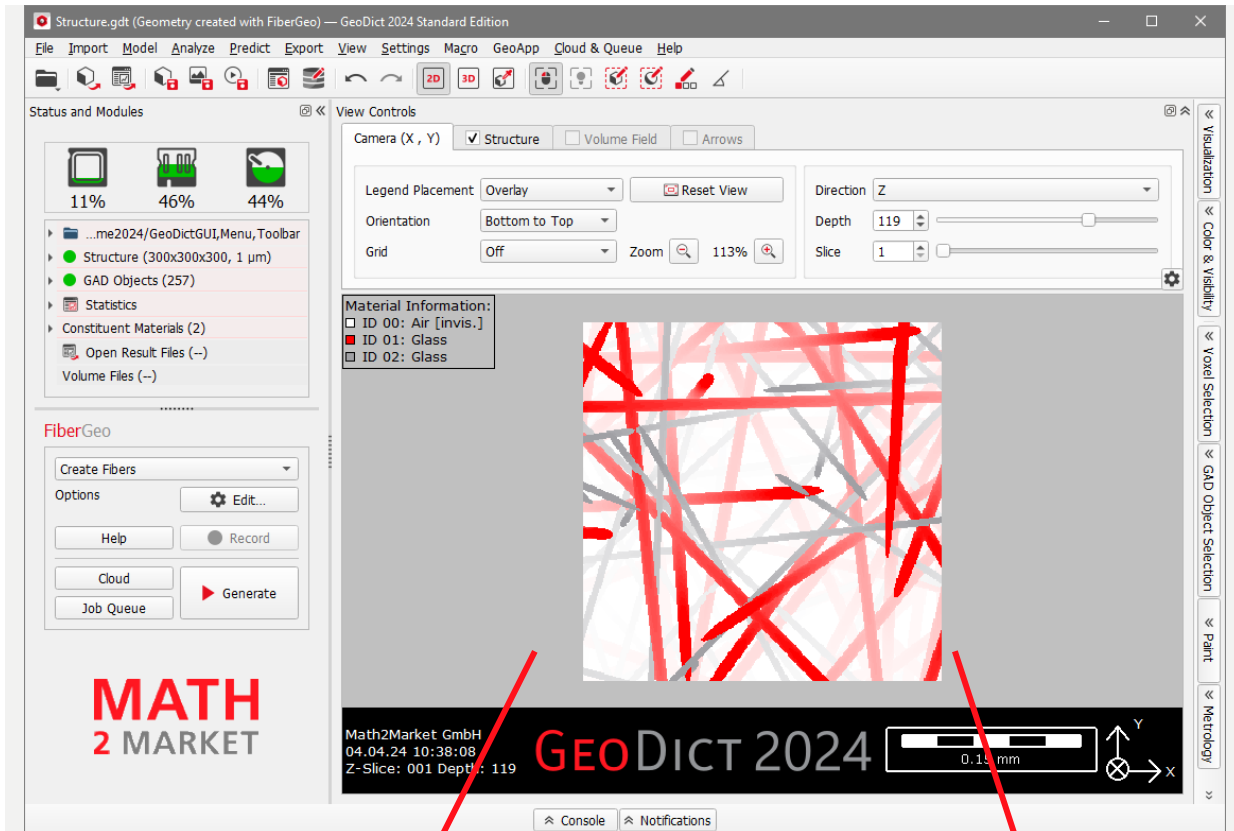 Structure.gdt (Geometry created with FiberGeo) — GeoDict 2024 Standard Edition
File Import Model Analyze Predict Export View Settings Macro GeoApp Cloud & Queue Help
2D 3D
Status and Modules
11% 46% 44%
...me2024/GeoDictGUI,Menu,Toolbar
Structure (300x300x300, 1 µm)
GAD Objects (257)
Statistics
Constituent Materials (2)
Open Result Files (--)
Volume Files (--)
FiberGeo
Create Fibers
Options Edit...
Help Record
Cloud
Generate
Job Queue
MATH
2 MARKET
View Controls
Camera (X , Y) Structure Volume Field Arrows
Legend Placement Overlay Reset View Direction Z
Orientation Bottom to Top Depth 119
Grid Off Zoom 113% Slice 1
Material Information:
ID 00: Air [invis.]
ID 01: Glass
ID 02: Glass
Math2Market GmbH
04.04.24 10:38:08
Z-Slice: 001 Depth: 119
GEODICT 2024
0.15 mm
Y
X
Visualization
Color & Visibility
Voxel Selection
GAD Object Selection
Paint
Metrology
Console Notifications